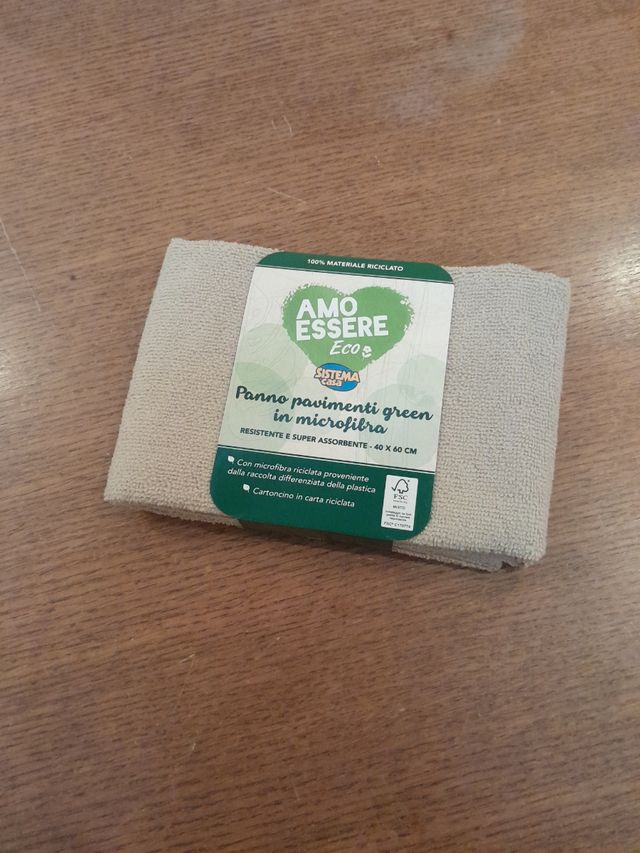 100% MATERIALE RICICLATO
AMO
ESSERE
Eco
SISTEMA
casa
Panno pavimenti green
in microfibra
RESISTENTE E SUPER ASSORBENTE - 40 X 60 CM
Con microfibra riciclata proveniente
dalla raccolta differenziata della plastica
Cartoncino in carta riciclata
FSC
MISTO